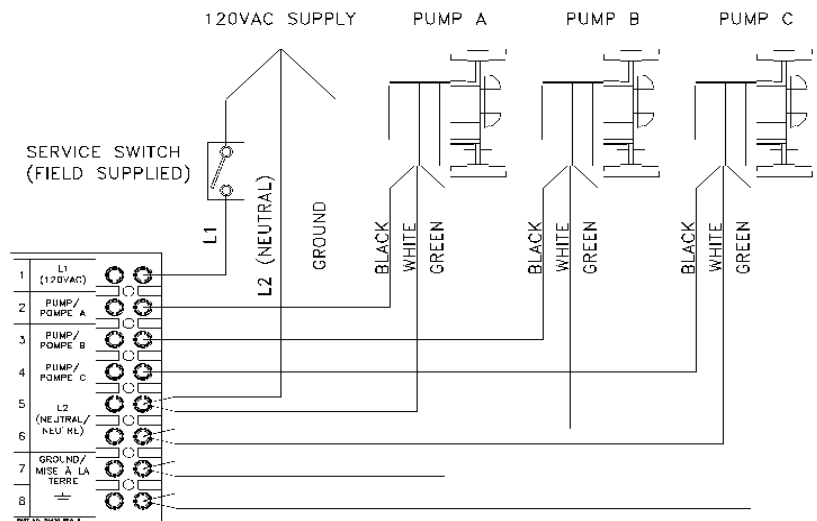 120VAC SUPPLY
PUMP A
PUMP B
PUMP C
SERVICE SWITCH
(FIELD SUPPLIED)
L1
L2 (NEUTRAL)
GROUND
BLACK
WHITE
GREEN
BLACK
WHITE
GREEN
BLACK
WHITE
GREEN
1
L1
(120VAC)
2
PUMP/
POMPE A
3
PUMP/
POMPE B
4
PUMP/
POMPE C
5
L2
(NEUTRAL/
NEUTRE)
6
7
GROUND/
MISE À LA
TERRE
8